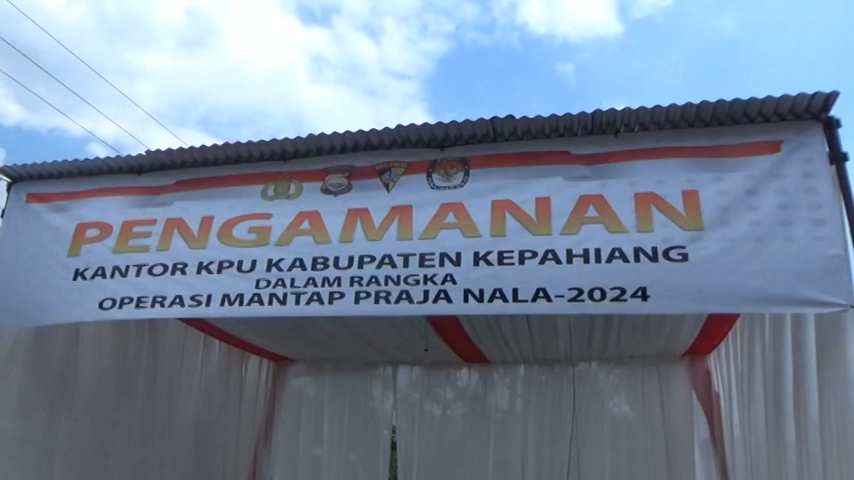 PENGAMANAN
KANTOR KPU KABUPATEN KEPAHIANG
DALAM RANGKA
OPERASI MANTAP PRAJA NALA-2024